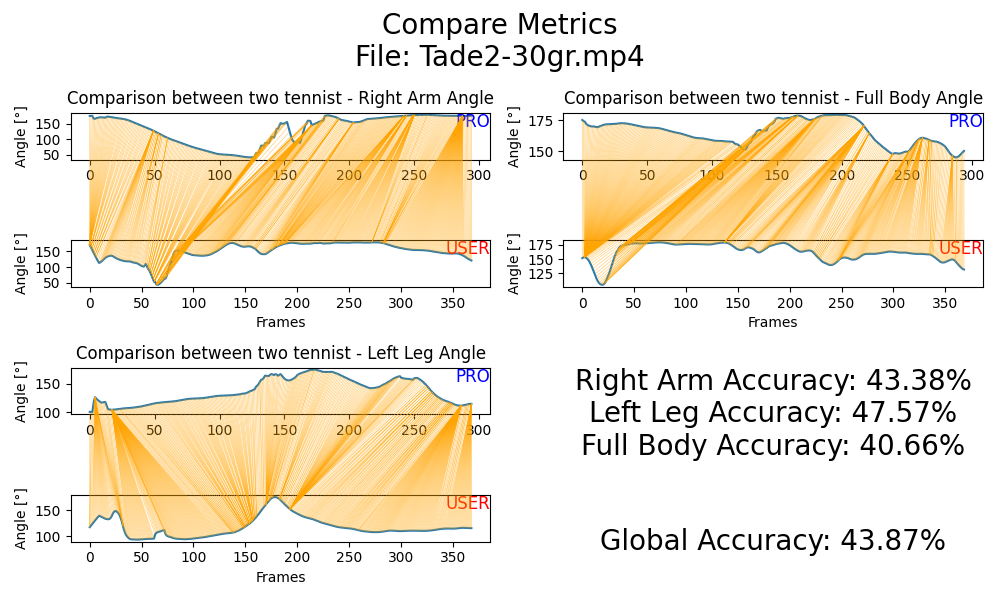 Compare Metrics
File: Tade2-30gr.mp4
Comparison between two tennist - Right Arm Angle
Angle [°]
150
100
50
PRO
0 50 100 150 200 250 300
Angle [°]
150
100
50
USER
0 50 100 150 200 250 300 350
Frames
Comparison between two tennist - Full Body Angle
Angle [°]
175
150
PRO
0 50 100 150 200 250 300
Angle [°]
175
150
125
USER
0 50 100 150 200 250 300 350
Frames
Comparison between two tennist - Left Leg Angle
Angle [°]
150
100
PRO
0 50 100 150 200 250 300
Angle [°]
150
100
USER
0 50 100 150 200 250 300 350
Frames
Right Arm Accuracy: 43.38%
Left Leg Accuracy: 47.57%
Full Body Accuracy: 40.66%
Global Accuracy: 43.87%